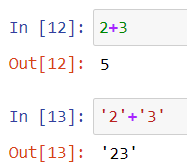 In [12]: 2+3
Out[12]: 5
In [13]: '2'+'3'
Out[13]: '23'